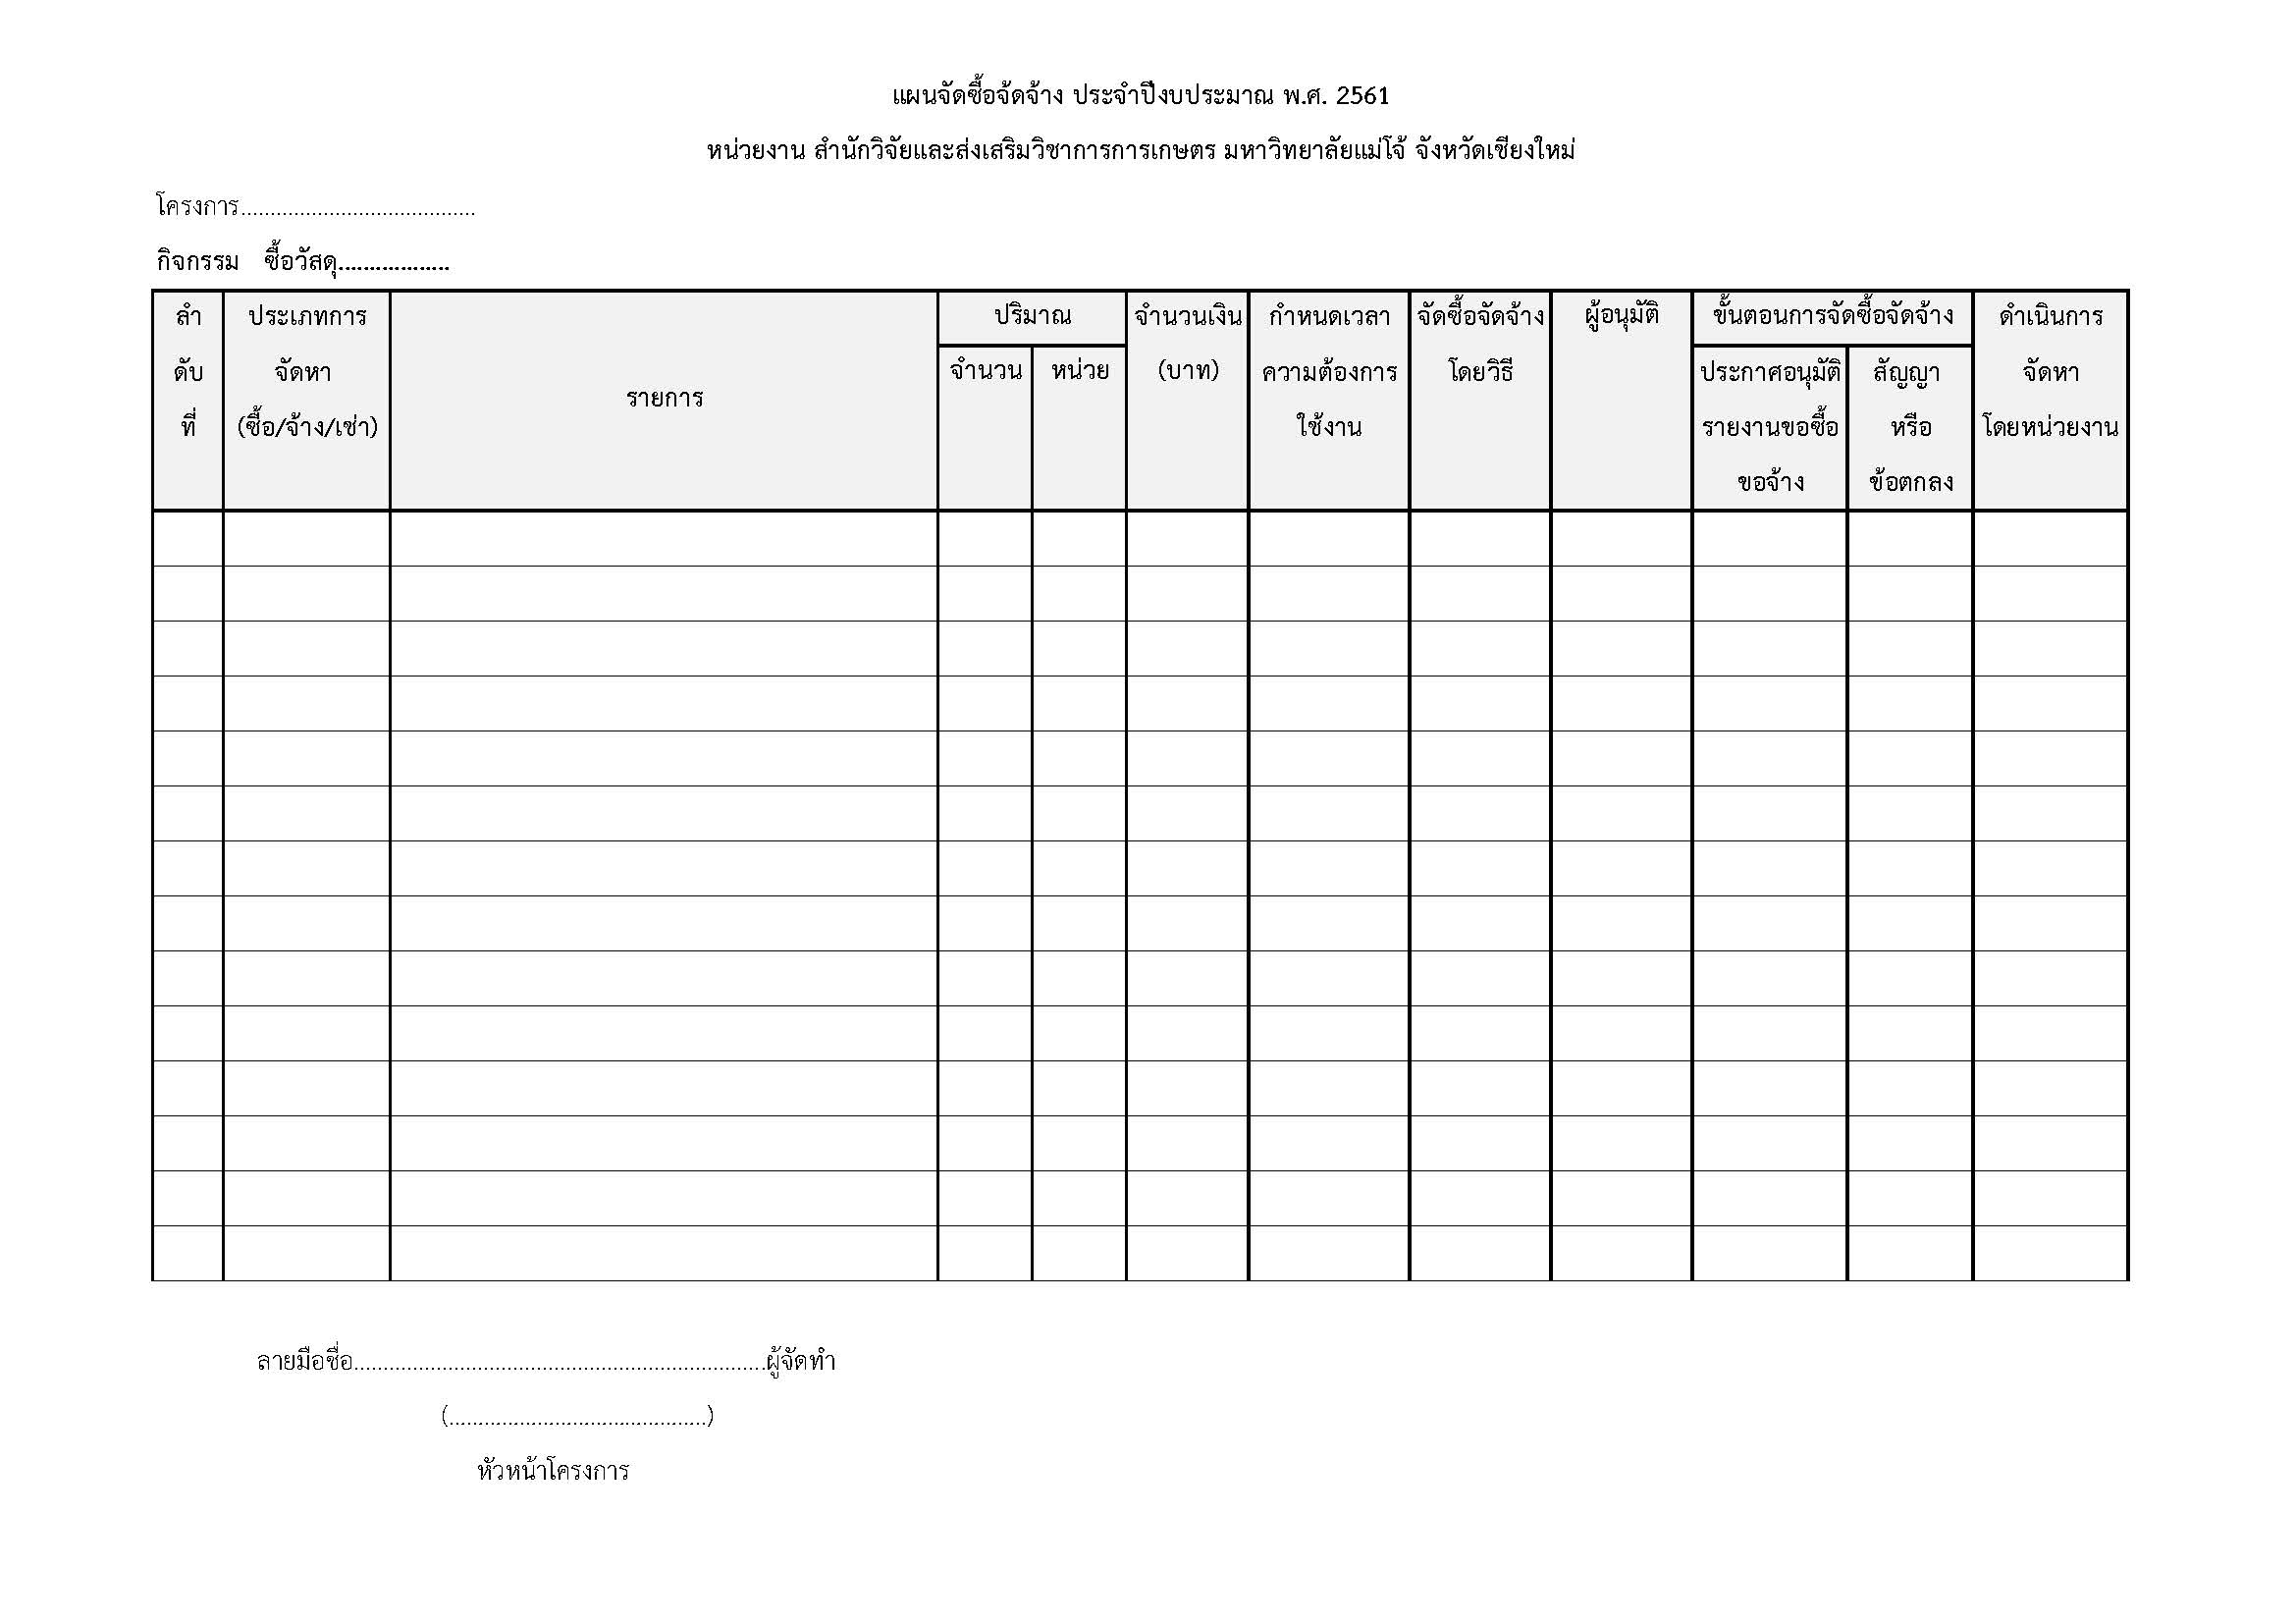 แผนจัดซื้อจัดจ้าง ประจำปีงบประมาณ พ.ศ. 2561
หน่วยงาน สำนักวิจัยและส่งเสริมวิชาการการเกษตร มหาวิทยาลัยแม่โจ้ จังหวัดเชียงใหม่
โครงการ........................................
กิจกรรม ซื้อวัสดุ..................
ลำ
ดับ
ที่
ประเภทการ
จัดหา
(ซื้อ/จ้าง/เช่า)
รายการ
ปริมาณ
จำนวน
หน่วย
จำนวนเงิน
(บาท)
กำหนดเวลา
ความต้องการ
ใช้งาน
จัดซื้อจัดจ้าง
โดยวิธี
ผู้อนุมัติ
ขั้นตอนการจัดซื้อจัดจ้าง
ประกาศอนุมัติ
รายงานขอซื้อ
ขอจ้าง
สัญญา
หรือ
ข้อตกลง
ดำเนินการ
จัดหา
โดยหน่วยงาน
ลายมือชื่อ......................................................................ผู้จัดทำ
(............................................)
หัวหน้าโครงการ